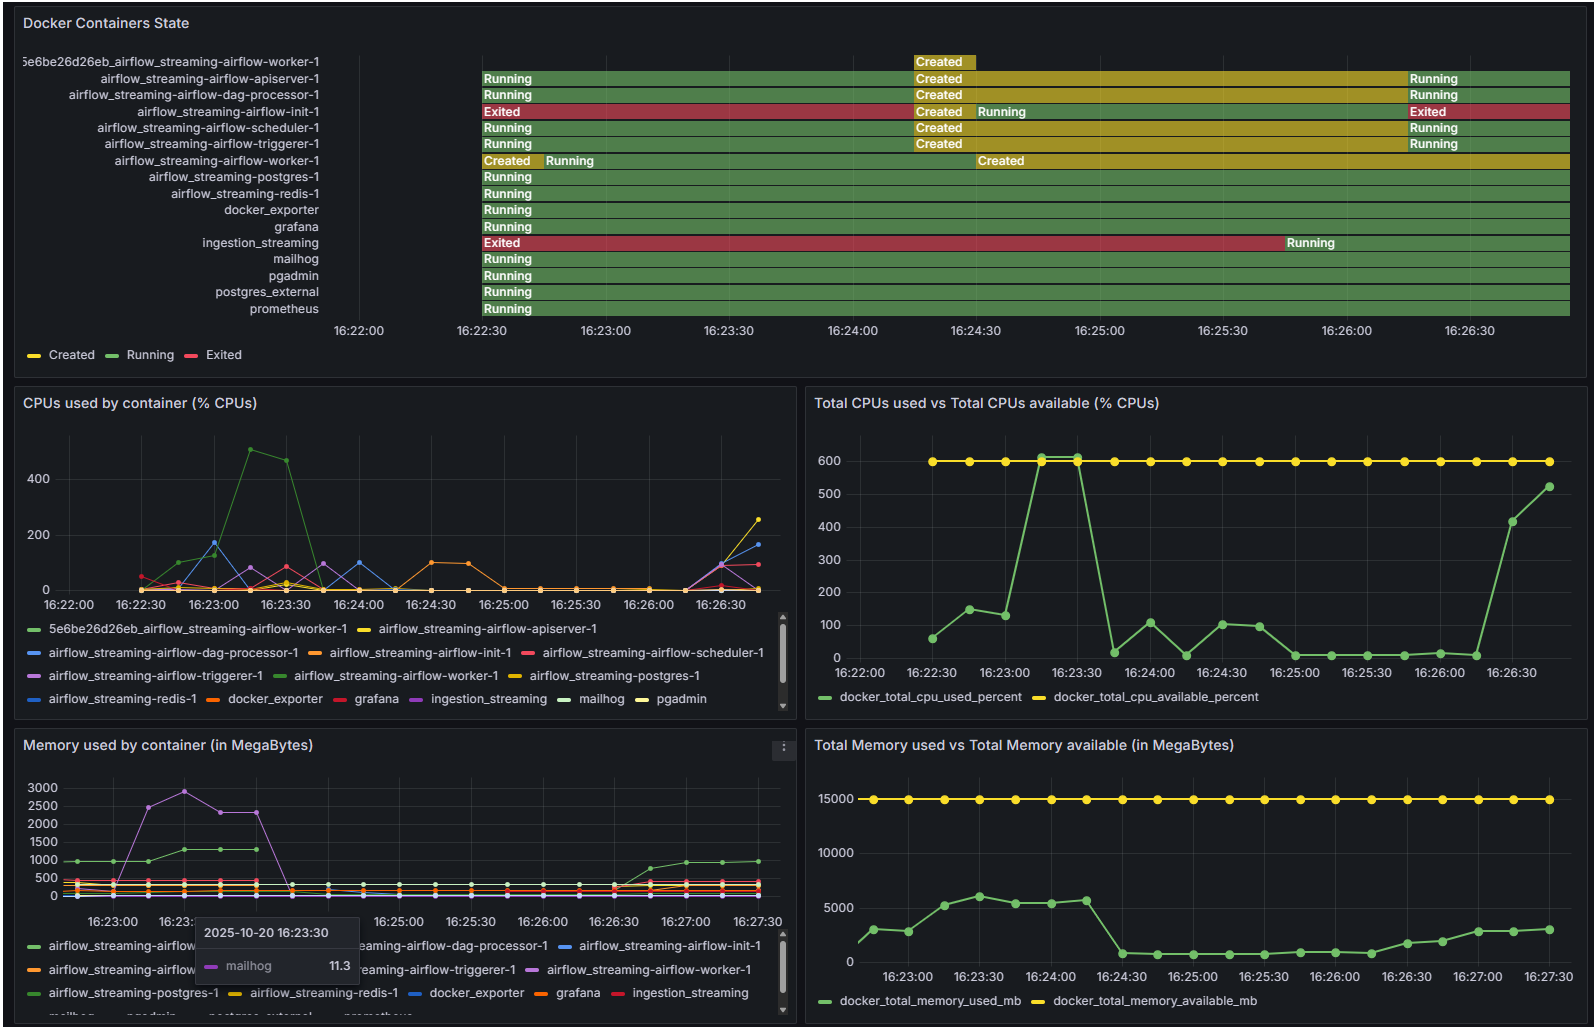 Docker Containers State
5e6be26d26eb_airflow_streaming-airflow-worker-1 Created
airflow_streaming-airflow-apiserver-1 Running Created Running
airflow_streaming-airflow-dag-processor-1 Running Created Running
airflow_streaming-airflow-init-1 Exited Created Running Exited
airflow_streaming-airflow-scheduler-1 Running Created Running
airflow_streaming-airflow-triggerer-1 Running Created Running
airflow_streaming-airflow-worker-1 Created Running Created
airflow_streaming-postgres-1 Running
airflow_streaming-redis-1 Running
docker_exporter Running
grafana Running
ingestion_streaming Exited Running
mailhog Running
pgadmin Running
postgres_external Running
prometheus Running
16:22:00 16:22:30 16:23:00 16:23:30 16:24:00 16:24:30 16:25:00 16:25:30 16:26:00 16:26:30
Created Running Exited
CPUs used by container (% CPUs)
400
200
0
16:22:00 16:22:30 16:23:00 16:23:30 16:24:00 16:24:30 16:25:00 16:25:30 16:26:00 16:26:30
5e6be26d26eb_airflow_streaming-airflow-worker-1 airflow_streaming-airflow-apiserver-1
airflow_streaming-airflow-dag-processor-1 airflow_streaming-airflow-init-1 airflow_streaming-airflow-scheduler-1
airflow_streaming-airflow-triggerer-1 airflow_streaming-airflow-worker-1 airflow_streaming-postgres-1
airflow_streaming-redis-1 docker_exporter grafana ingestion_streaming mailhog pgadmin
Total CPUs used vs Total CPUs available (% CPUs)
600
500
400
300
200
100
0
16:22:00 16:22:30 16:23:00 16:23:30 16:24:00 16:24:30 16:25:00 16:25:30 16:26:00 16:26:30
docker_total_cpu_used_percent docker_total_cpu_available_percent
Memory used by container (in MegaBytes)
3000
2500
2000
1500
1000
500
0
16:23:00 16:23: 16:25:00 16:25:30 16:26:00 16:26:30 16:27:00 16:27:30
airflow_streaming-airflow eaming-airflow-dag-processor-1 airflow_streaming-airflow-init-1
airflow_streaming-airflow eaming-airflow-triggerer-1 airflow_streaming-airflow-worker-1
airflow_streaming-postgres-1 airflow_streaming-redis-1 docker_exporter grafana ingestion_streaming
mailhog pgadmin postgres_external prometheus
2025-10-20 16:23:30
mailhog 11.3
Total Memory used vs Total Memory available (in MegaBytes)
15000
10000
5000
0
16:23:00 16:23:30 16:24:00 16:24:30 16:25:00 16:25:30 16:26:00 16:26:30 16:27:00 16:27:30
docker_total_memory_used_mb docker_total_memory_available_mb